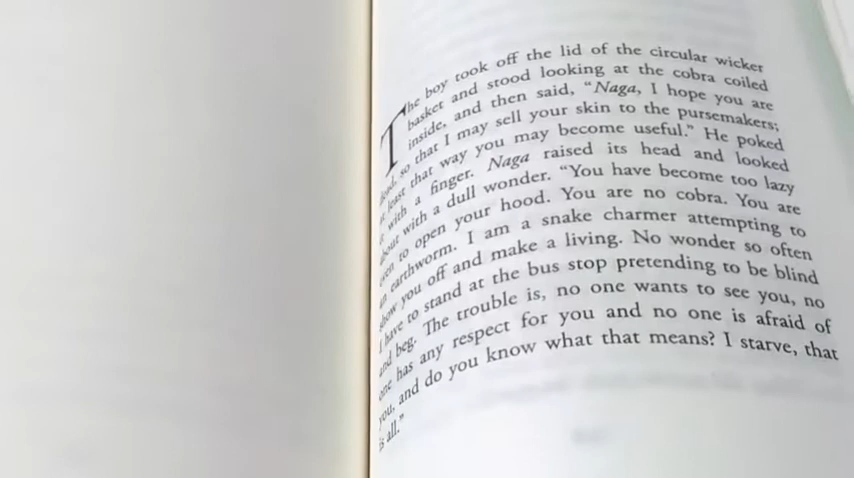 The boy took off the lid of the circular wicker
basket and stood looking at the cobra coiled
inside, and then said, “Naga, I hope you are
dead, so that I may sell your skin to the pursemakers;
at least that way you may become useful.” He poked
it with a finger. Naga raised its head and looked
about with a dull wonder. “You have become too lazy
even to open your hood. You are no cobra. You are
an earthworm. I am a snake charmer attempting to
show you off and make a living. No wonder so often
I have to stand at the bus stop pretending to be blind
and beg. The trouble is, no one wants to see you, no
one has any respect for you and no one is afraid of
you, and do you know what that means? I starve, that
is all.”